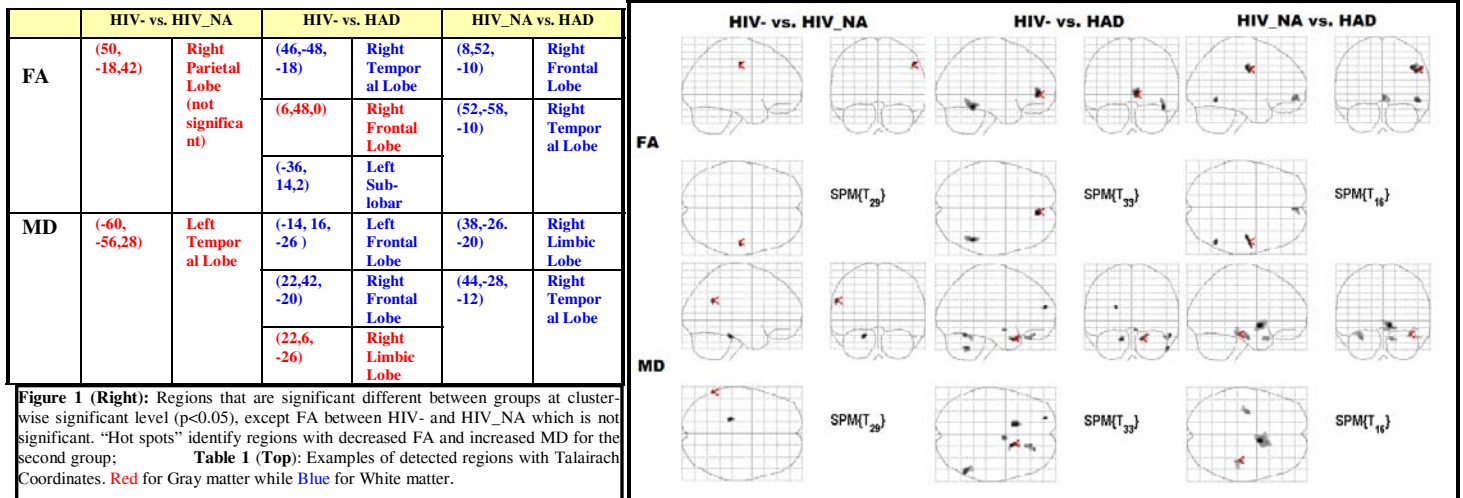 HIV- vs. HIV_NA HIV- vs. HAD HIV_NA vs. HAD
FA
(50,
-18,42)
Right
Parietal
Lobe
(not
significa
nt)
(46,-48,
-18)
Right
Tempor
al Lobe
(8,52,
-10)
Right
Frontal
Lobe
(6,48,0)
Right
Frontal
Lobe
(52,-58,
-10)
Right
Tempor
al Lobe
(-36,
14,2)
Left
Sub-
lobar
MD
(-60,
-56,28)
Left
Tempor
al Lobe
(-14, 16,
-26 )
Left
Frontal
Lobe
(38,-26.
-20)
Right
Limbic
Lobe
(22,42,
-20)
Right
Frontal
Lobe
(44,-28,
-12)
Right
Tempor
al Lobe
(22,6,
-26)
Right
Limbic
Lobe
Figure 1 (Right): Regions that are significant different between groups at cluster-
wise significant level (p<0.05), except FA between HIV- and HIV_NA which is not
significant. “Hot spots” identify regions with decreased FA and increased MD for the
second group; Table 1 (Top): Examples of detected regions with Talairach
Coordinates. Red for Gray matter while Blue for White matter.
HIV- vs. HIV_NA HIV- vs. HAD HIV_NA vs. HAD
FA
SPM{T29} SPM{T33} SPM{T16}
MD
SPM{T29} SPM{T33} SPM{T16}